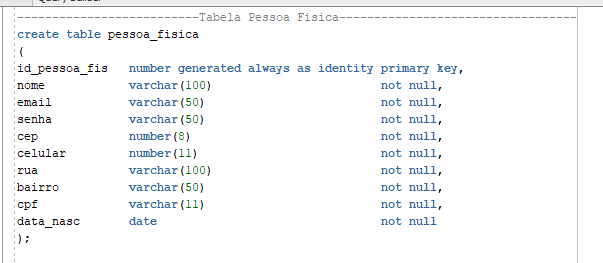 --------------------------Tabela Pessoa Fisica----------------------------------
create table pessoa_fisica
(
id_pessoa_fis number generated always as identity primary key,
nome varchar(100) not null,
email varchar(50) not null,
senha varchar(50) not null,
cep number(8) not null,
celular number(11) not null,
rua varchar(100) not null,
bairro varchar(50) not null,
cpf varchar(11) not null,
data_nasc date not null
);